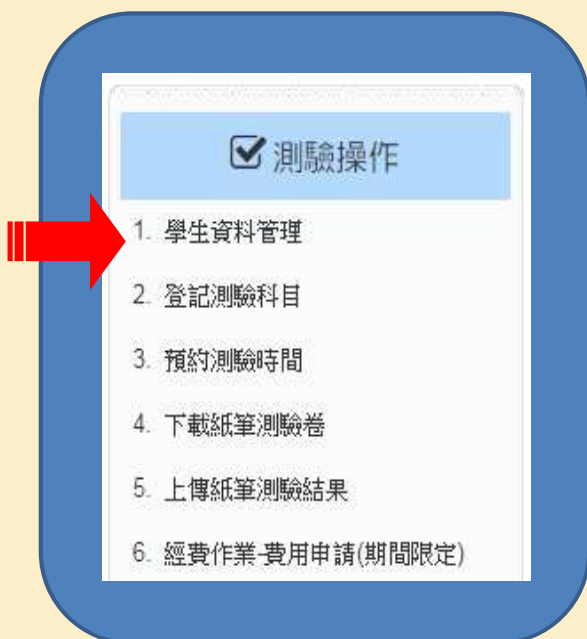 測驗操作
1. 學生資料管理
2. 登記測驗科目
3. 預約測驗時間
4. 下載紙筆測驗卷
5. 上傳紙筆測驗結果
6. 經費作業-費用申請(期間限定)